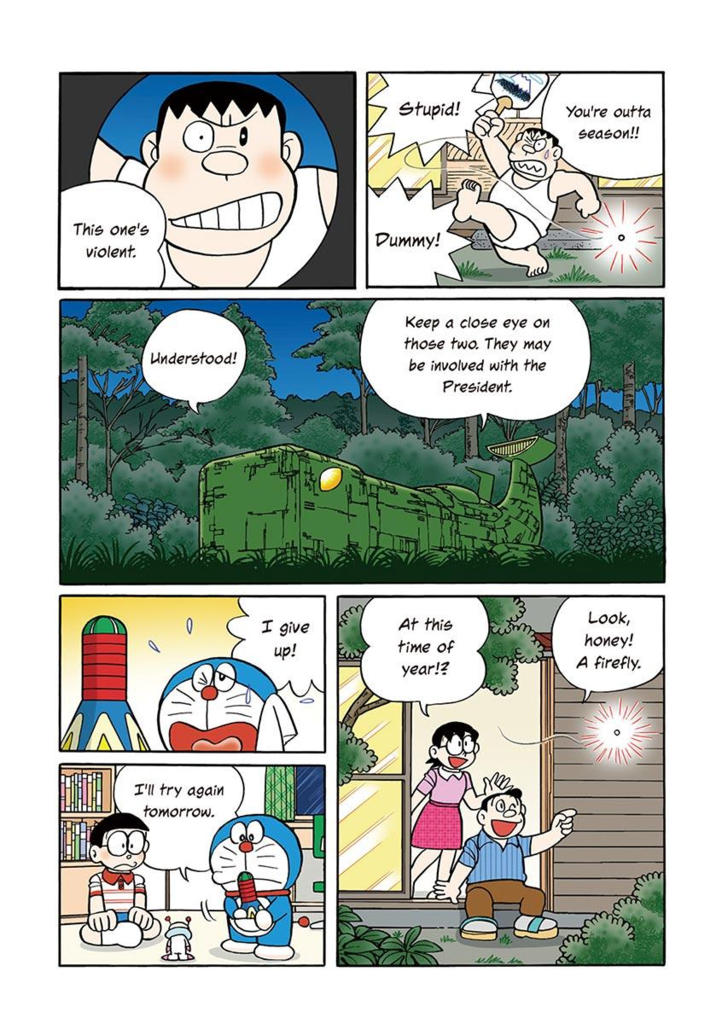 This one's
violent.
Stupid!
You're outta
season!!
Dummy!
Understood!
Keep a close eye on
those two. They may
be involved with the
President.
I give
up!
I'll try again
tomorrow.
At this
time of
year!?
Look,
honey!
A firefly.